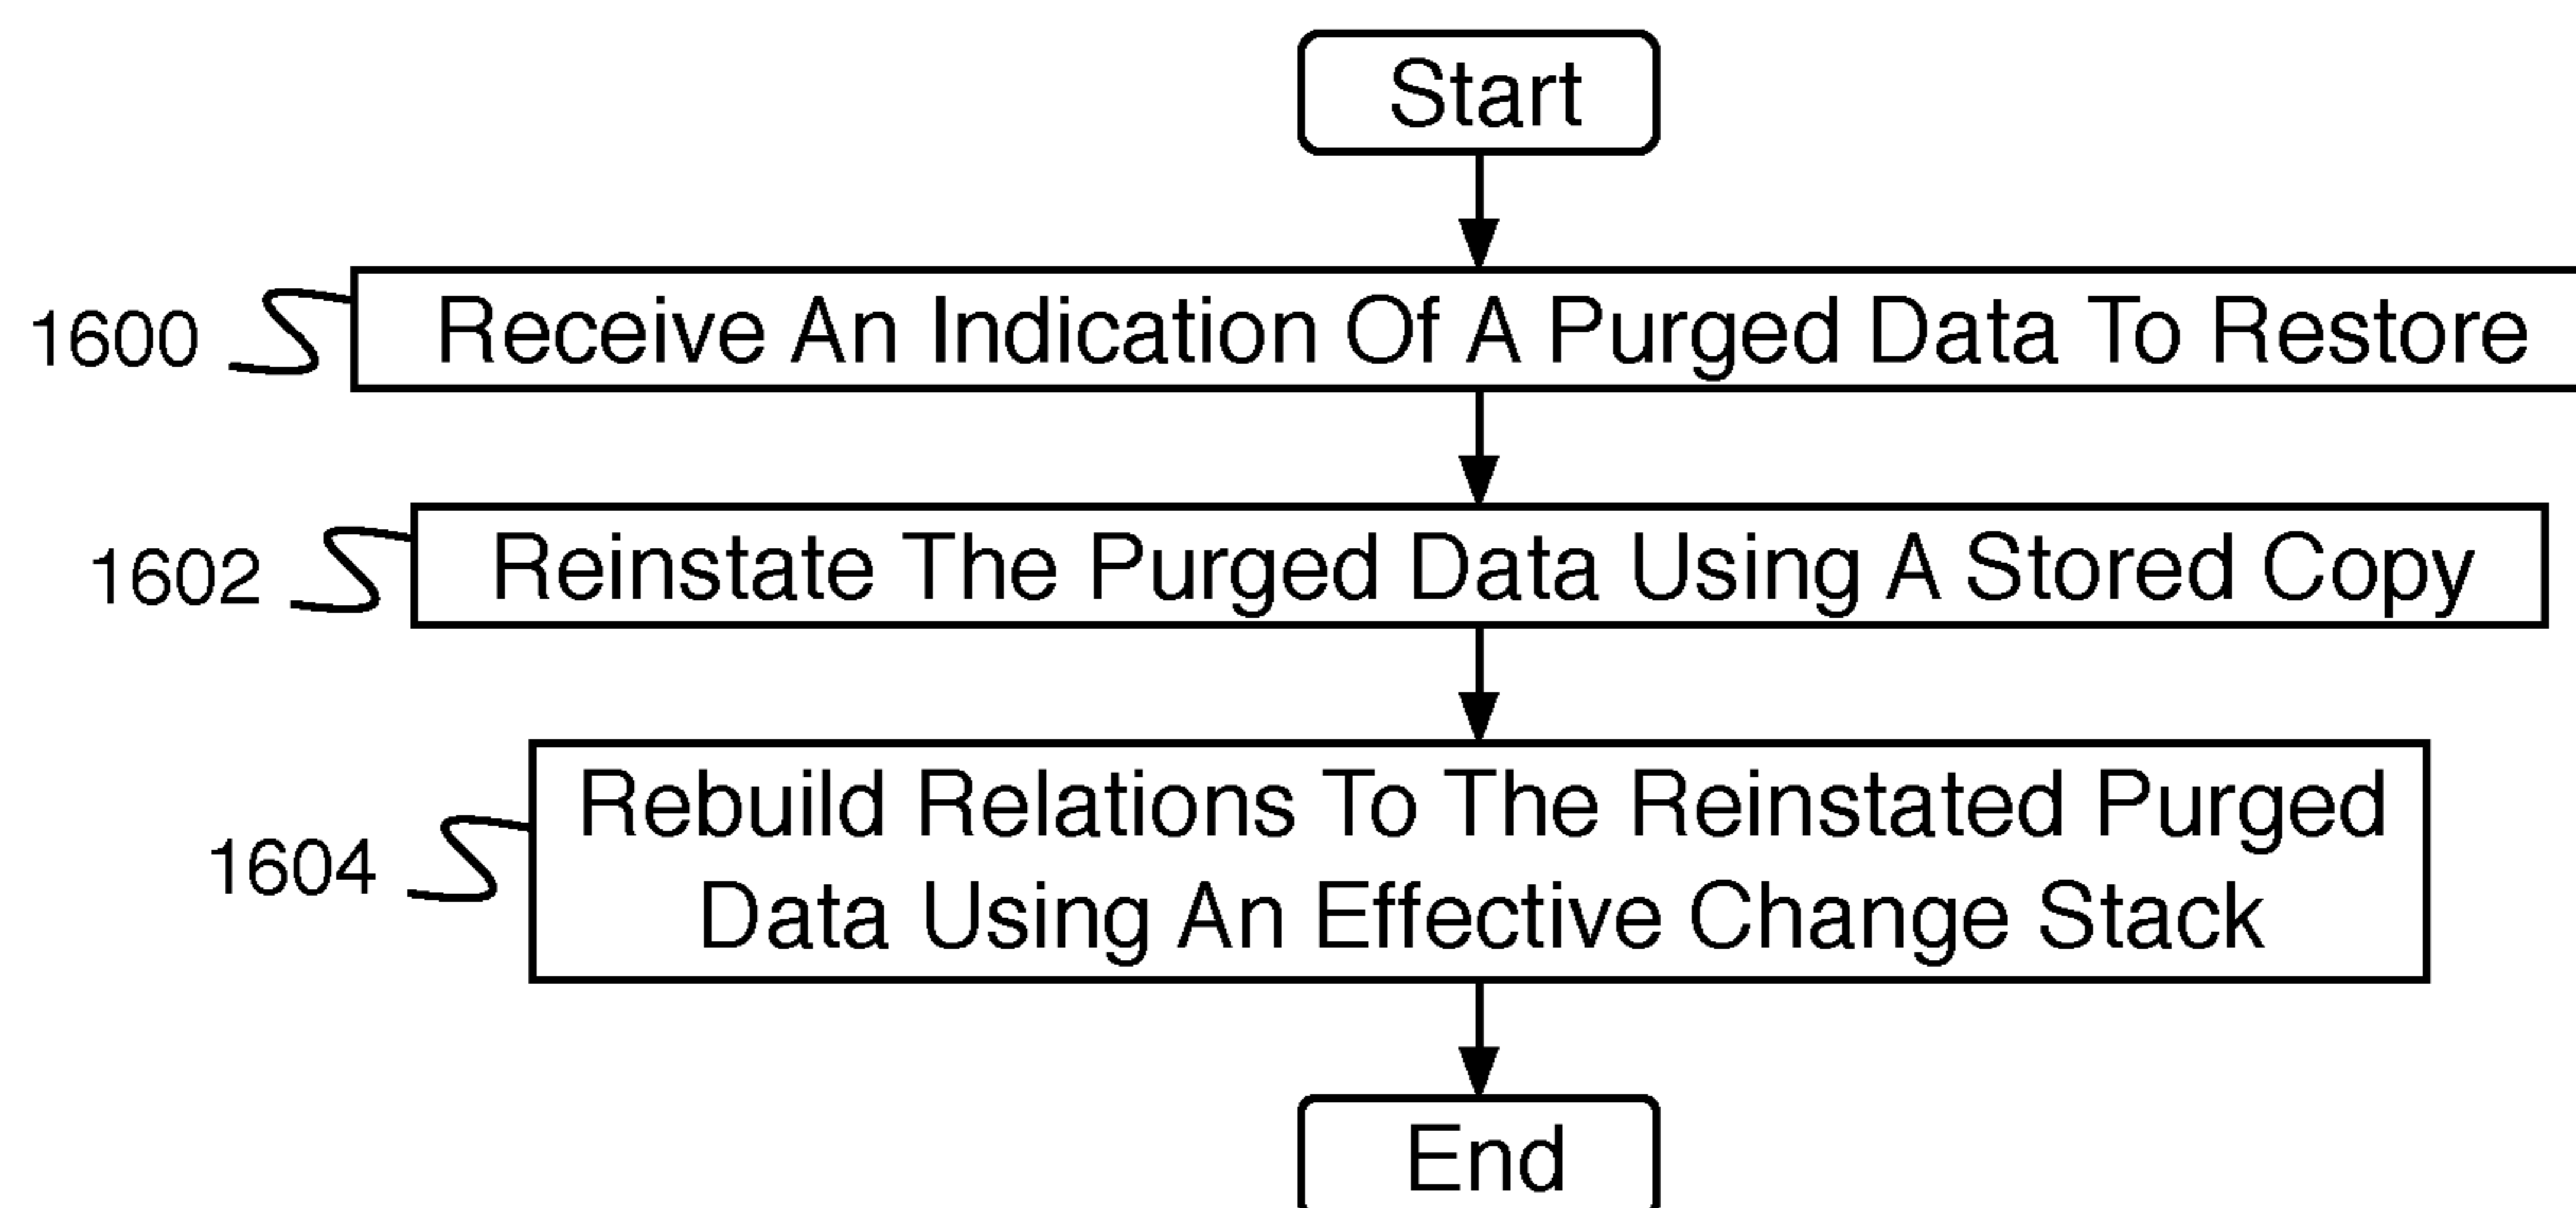 Start
1600
Receive An Indication Of A Purged Data To Restore
1602
Reinstate The Purged Data Using A Stored Copy
1604
Rebuild Relations To The Reinstated Purged
Data Using An Effective Change Stack
End